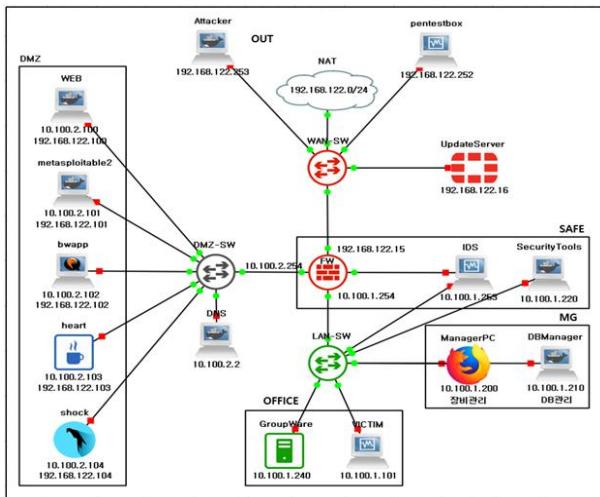 Attacker
OUT
pentestbox
192.168.122.253
NAT
192.168.122.252
192.168.122.0/24
DMZ
WEB
10.100.2.100
192.168.122.100
WAN-SW
UpdateServer
192.168.122.16
metasploitable2
10.100.2.101
192.168.122.101
DMZ-SW
10.100.2.254
192.168.122.15
SAFE
FW
10.100.1.254
IDS
10.100.1.253
SecurityTools
10.100.1.220
bwapp
10.100.2.102
192.168.122.102
DNS
10.100.2.2
LAN-SW
MG
ManagerPC
10.100.1.200
장비관리
DBManager
10.100.1.210
DB관리
heart
10.100.2.103
192.168.122.103
OFFICE
GroupWare
10.100.1.240
VICTIM
10.100.1.101
shock
10.100.2.104
192.168.122.104